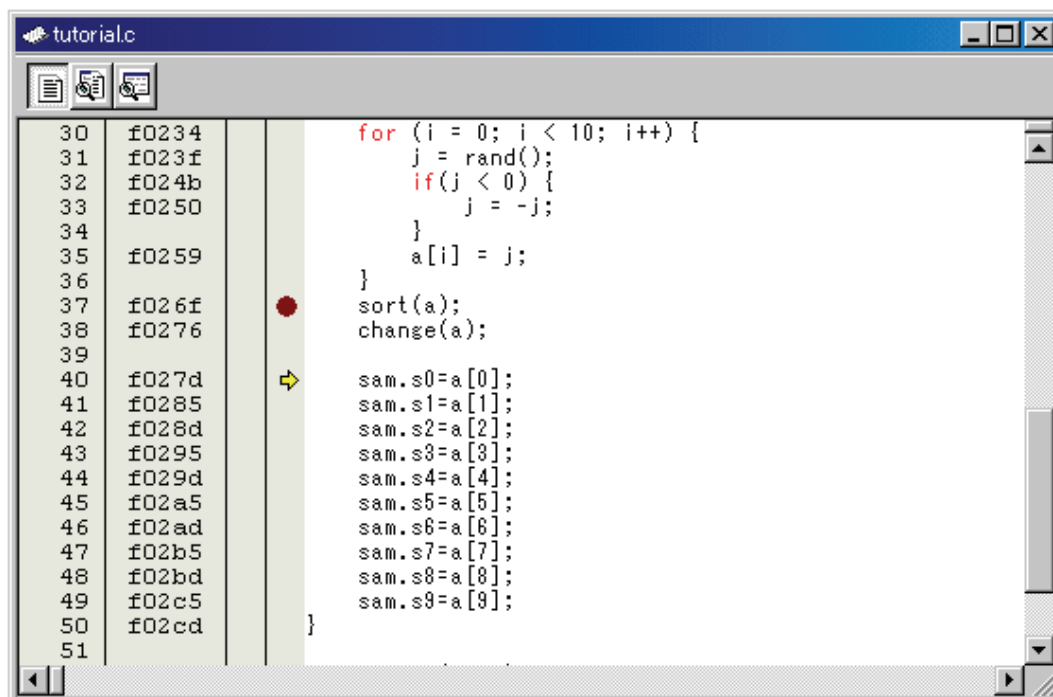 tutorial.c
30 f0234 for (i = 0; i < 10; i++) {
31 f023f j = rand();
32 f024b if(j < 0) {
33 f0250 j = -j;
34 }
35 f0259 a[i] = j;
36 }
37 f026f sort(a);
38 f0276 change(a);
39
40 f027d sam.s0=a[0];
41 f0285 sam.s1=a[1];
42 f028d sam.s2=a[2];
43 f0295 sam.s3=a[3];
44 f029d sam.s4=a[4];
45 f02a5 sam.s5=a[5];
46 f02ad sam.s6=a[6];
47 f02b5 sam.s7=a[7];
48 f02bd sam.s8=a[8];
49 f02c5 sam.s9=a[9];
50 f02cd }
51